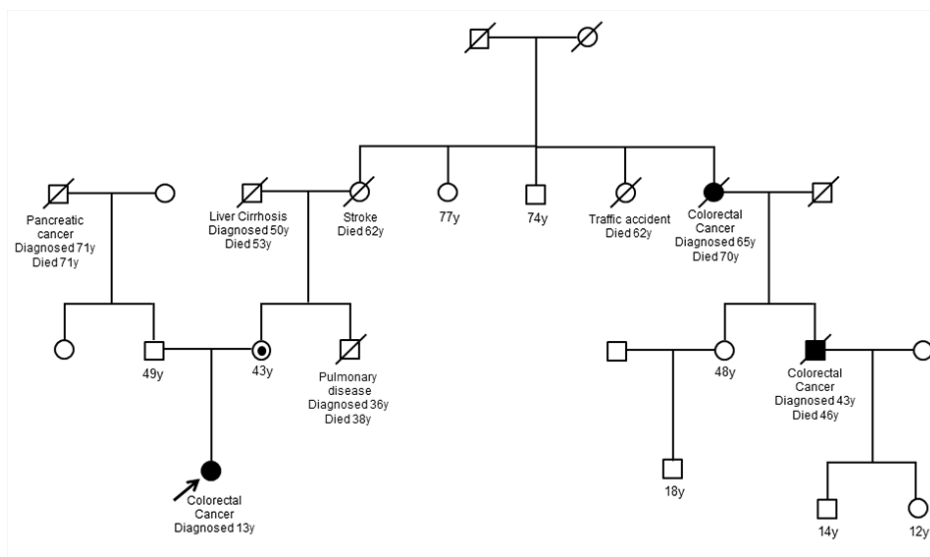 Pancreatic
cancer
Diagnosed 71y
Died 71y
Liver Cirrhosis
Diagnosed 50y
Died 53y
Stroke
Died 62y
77y
74y
Traffic accident
Died 62y
Colorectal
Cancer
Diagnosed 65y
Died 70y
49y
43y
Pulmonary
disease
Diagnosed 36y
Died 38y
48y
Colorectal
Cancer
Diagnosed 43y
Died 46y
Colorectal
Cancer
Diagnosed 13y
18y
14y
12y